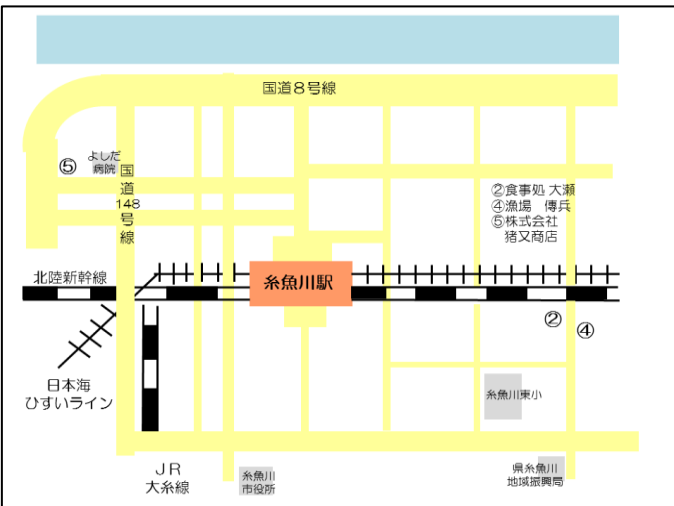 国道8号線
よしだ
病院
⑤
国
道
148
号
線
②食事処 大瀬
④漁場　傳兵
⑤株式会社
猪又商店
北陸新幹線
糸魚川駅
②
④
日本海
ひすいライン
糸魚川東小
JR
大糸線
糸魚川
市役所
県糸魚川
地域振興局